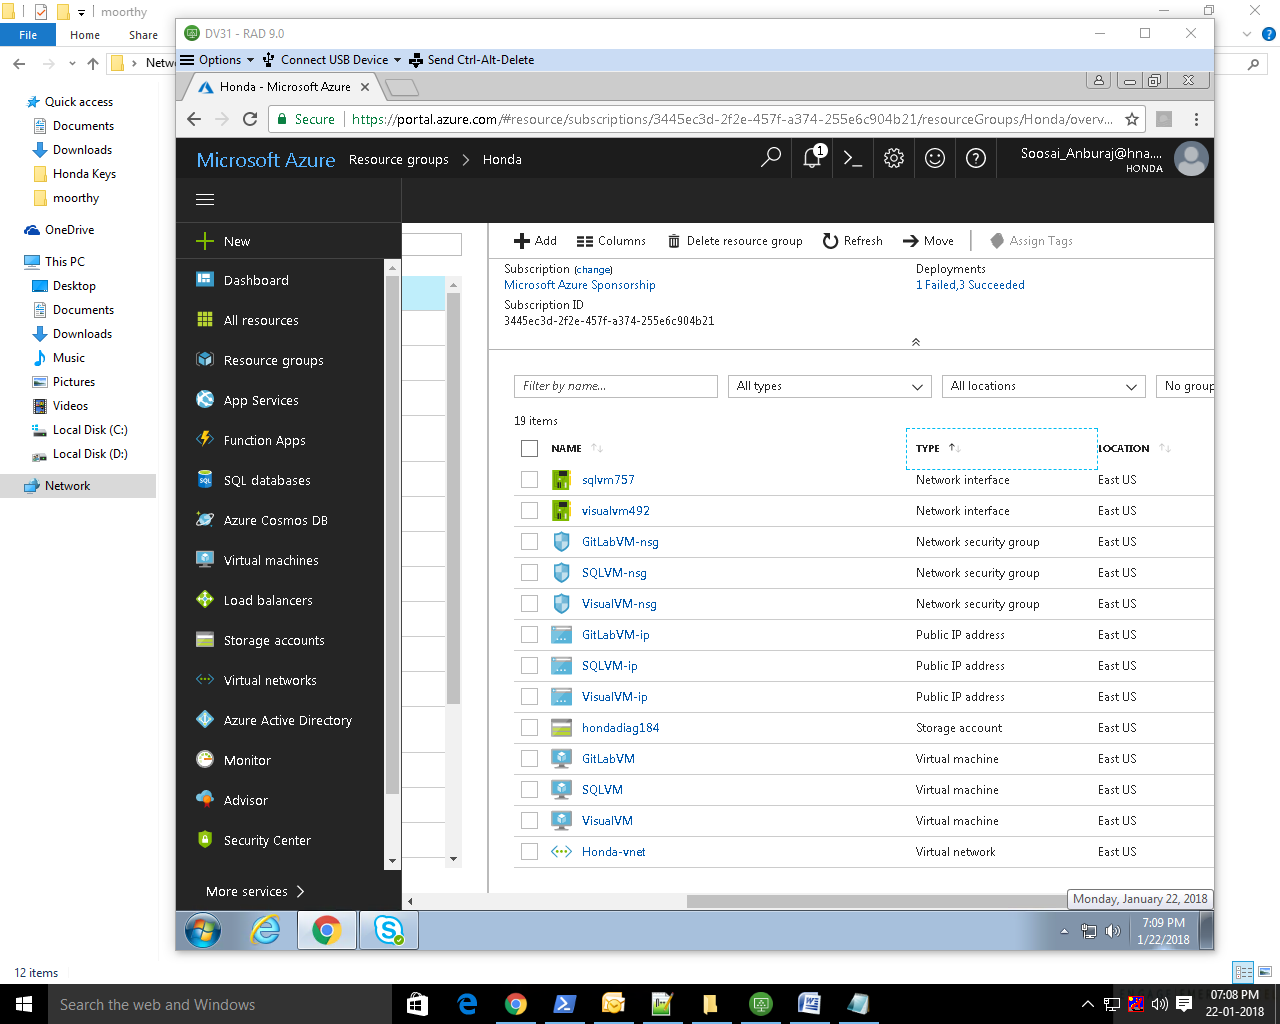 moorthy
File Home Share
Netw
Quick access
Documents
Downloads
Honda Keys
moorthy
OneDrive
This PC
Desktop
Documents
Downloads
Music
Pictures
Videos
Local Disk (C:)
Local Disk (D:)
Network
12 items
DV31 - RAD 9.0
Options Connect USB Device Send Ctrl-Alt-Delete
Honda - Microsoft Azure
Secure https://portal.azure.com/#resource/subscriptions/3445ec3d-2f2e-457f-a374-255e6c904b21/resourceGroups/Honda/overv...
Microsoft Azure Resource groups > Honda
1
Soosai_Anburaj@hna....
HONDA
New
Dashboard
All resources
Resource groups
App Services
Function Apps
SQL databases
Azure Cosmos DB
Virtual machines
Load balancers
Storage accounts
Virtual networks
Azure Active Directory
Monitor
Advisor
Security Center
More services >
Add Columns Delete resource group Refresh Move Assign Tags
Subscription (change)
Microsoft Azure Sponsorship
Subscription ID
3445ec3d-2f2e-457f-a374-255e6c904b21
Deployments
1 Failed,3 Succeeded
Filter by name... All types All locations No group
19 items
NAME TYPE LOCATION
sqlvm757 Network interface East US
visualvm492 Network interface East US
GitLabVM-nsg Network security group East US
SQLVM-nsg Network security group East US
VisualVM-nsg Network security group East US
GitLabVM-ip Public IP address East US
SQLVM-ip Public IP address East US
VisualVM-ip Public IP address East US
hondadiag184 Storage account East US
GitLabVM Virtual machine East US
SQLVM Virtual machine East US
VisualVM Virtual machine East US
Honda-vnet Virtual network East US
Monday, January 22, 2018
7:09 PM
1/22/2018
Search the web and Windows
07:08 PM
22-01-2018